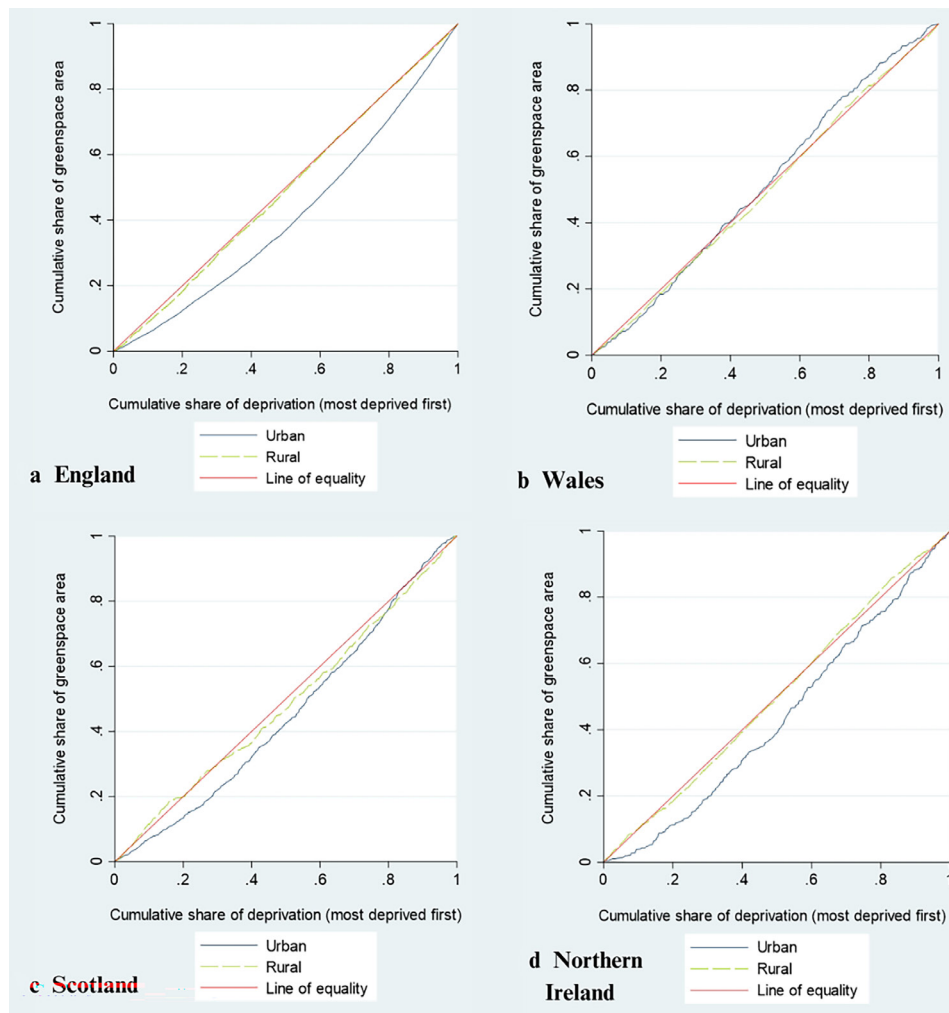 Cumulative share of greenspace area
1
.8
.6
.4
.2
0
0 .2 .4 .6 .8 1
Cumulative share of deprivation (most deprived first)
Urban
Rural
Line of equality
a England
Cumulative share of greenspace area
1
.8
.6
.4
.2
0
0 .2 .4 .6 .8 1
Cumulative share of deprivation (most deprived first)
Urban
Rural
Line of equality
b Wales
Cumulative share of greenspace area
1
.8
.6
.4
.2
0
0 .2 .4 .6 .8 1
Cumulative share of deprivation (most deprived first)
Urban
Rural
Line of equality
c Scotland
Cumulative share of greenspace area
1
.8
.6
.4
.2
0
0 .2 .4 .6 .8 1
Cumulative share of deprivation (most deprived first)
Urban
Rural
Line of equality
d Northern
Ireland